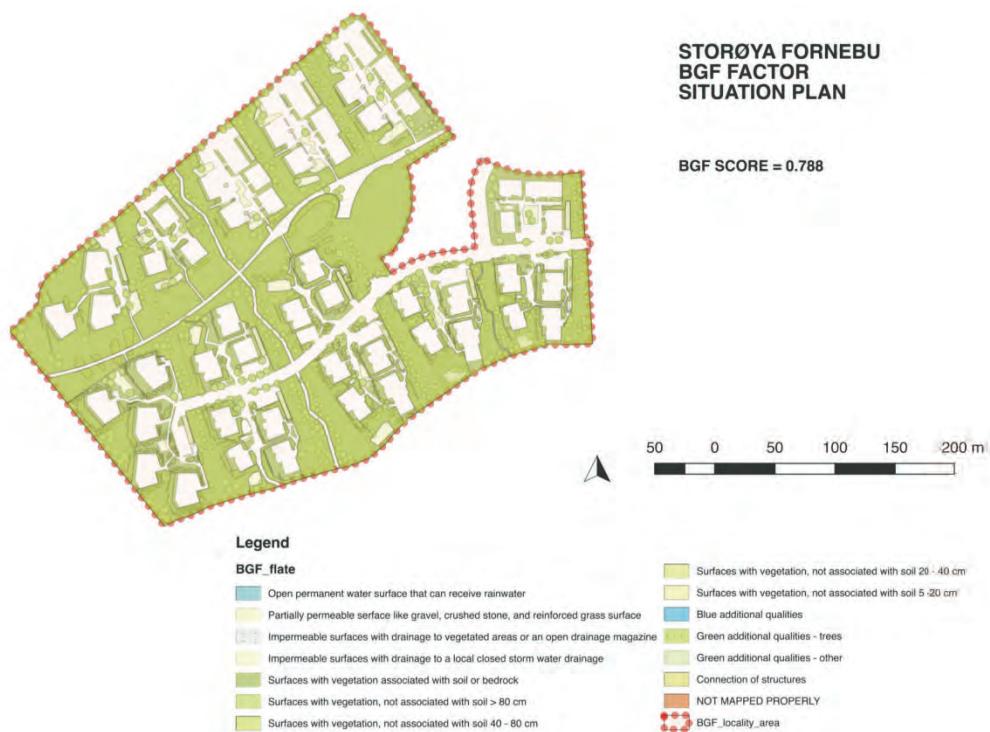 STORØYA FORNEBU
BGF FACTOR
SITUATION PLAN
BGF SCORE = 0.788
50 0 50 100 150 200 m
Legend
BGF_flate
Open permanent water surface that can receive rainwater
Partially permeable serface like gravel, crushed stone, and reinforced grass surface
Impermeable surfaces with drainage to vegetated areas or an open drainage magazine
Impermeable surfaces with drainage to a local closed storm water drainage
Surfaces with vegetation associated with soil or bedrock
Surfaces with vegetation, not associated with soil > 80 cm
Surfaces with vegetation, not associated with soil 40 - 80 cm
Surfaces with vegetation, not associated with soil 20 - 40 cm
Surfaces with vegetation, not associated with soil 5 -20 cm
Blue additional qualities
Green additional qualities - trees
Green additional qualities - other
Connection of structures
NOT MAPPED PROPERLY
BGF_locality_area